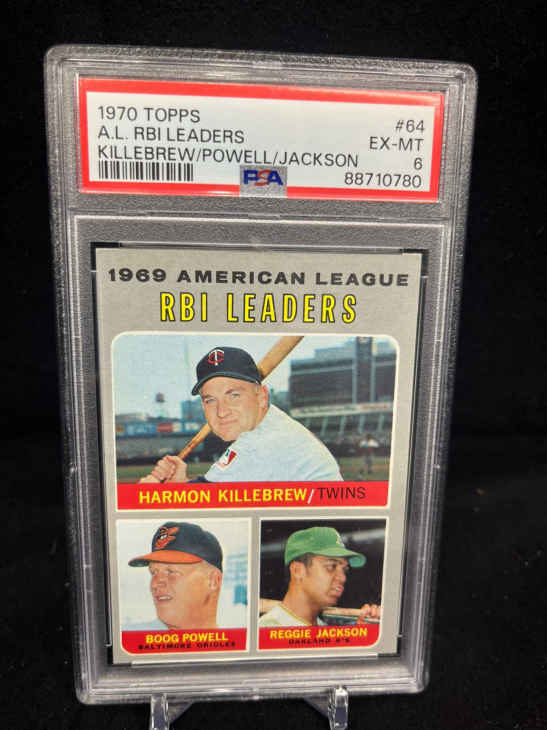 1970 TOPPS #64
A.L. RBI LEADERS EX-MT
KILLEBREW/POWELL/JACKSON 6
PSA 88710780
1969 AMERICAN LEAGUE
RBI LEADERS
HARMON KILLEBREW/TWINS
BOOG POWELL
BALTIMORE ORIOLES
REGGIE JACKSON
OAKLAND A'S